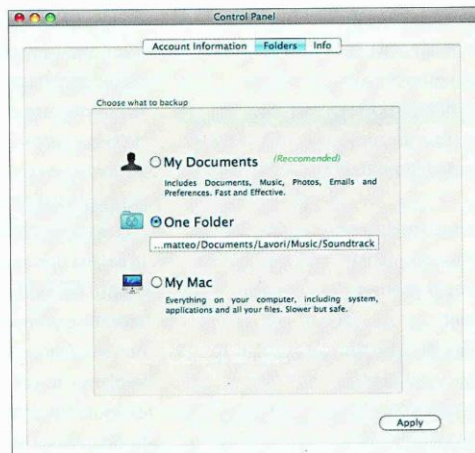 Control Panel
Account Information Folders Info
Choose what to backup
My Documents (Reccomended)
Includes Documents, Music, Photos, Emails and
Preferences. Fast and Effective.
One Folder
...matteo/Documents/Lavori/Music/Soundtrack
My Mac
Everything on your computer, including system,
applications and all your files. Slower but safe.
Apply